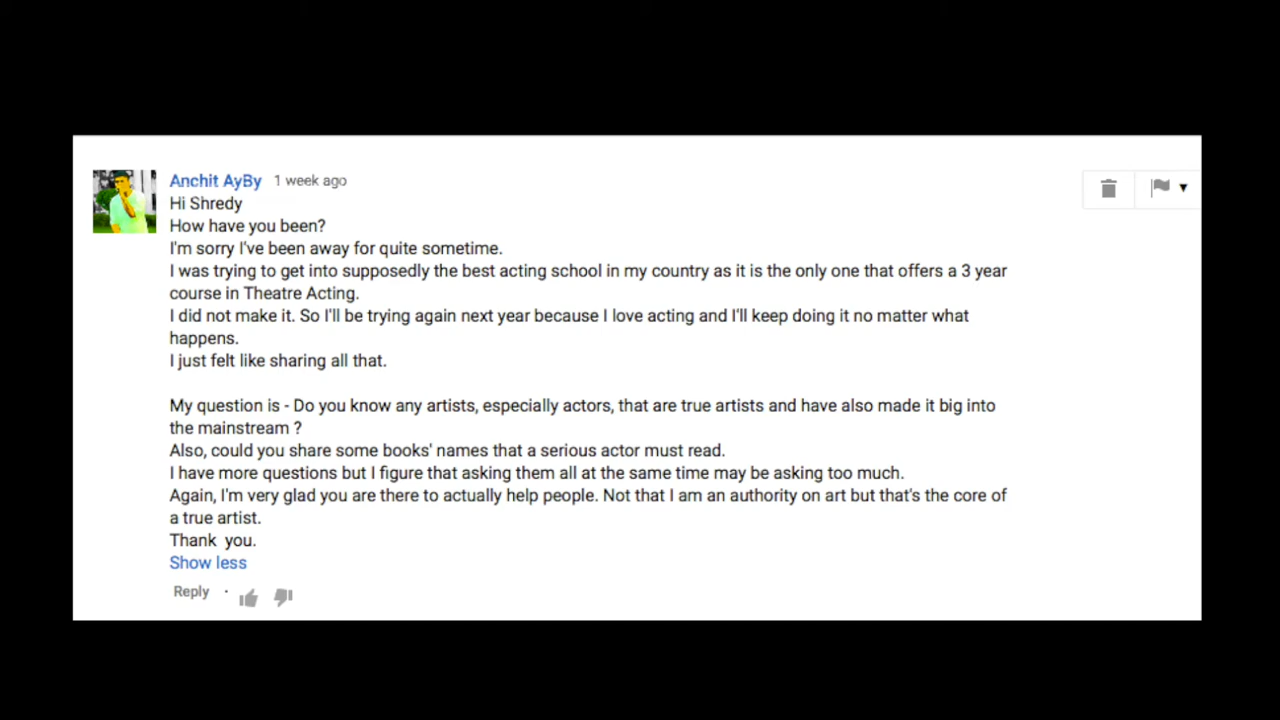 Anchit AyBy 1 week ago
Hi Shredy
How have you been?
I'm sorry I've been away for quite sometime.
I was trying to get into supposedly the best acting school in my country as it is the only one that offers a 3 year
course in Theatre Acting.
I did not make it. So I'll be trying again next year because I love acting and I'll keep doing it no matter what
happens.
I just felt like sharing all that.
My question is - Do you know any artists, especially actors, that are true artists and have also made it big into
the mainstream ?
Also, could you share some books' names that a serious actor must read.
I have more questions but I figure that asking them all at the same time may be asking too much.
Again, I'm very glad you are there to actually help people. Not that I am an authority on art but that's the core of
a true artist.
Thank you.
Show less
Reply